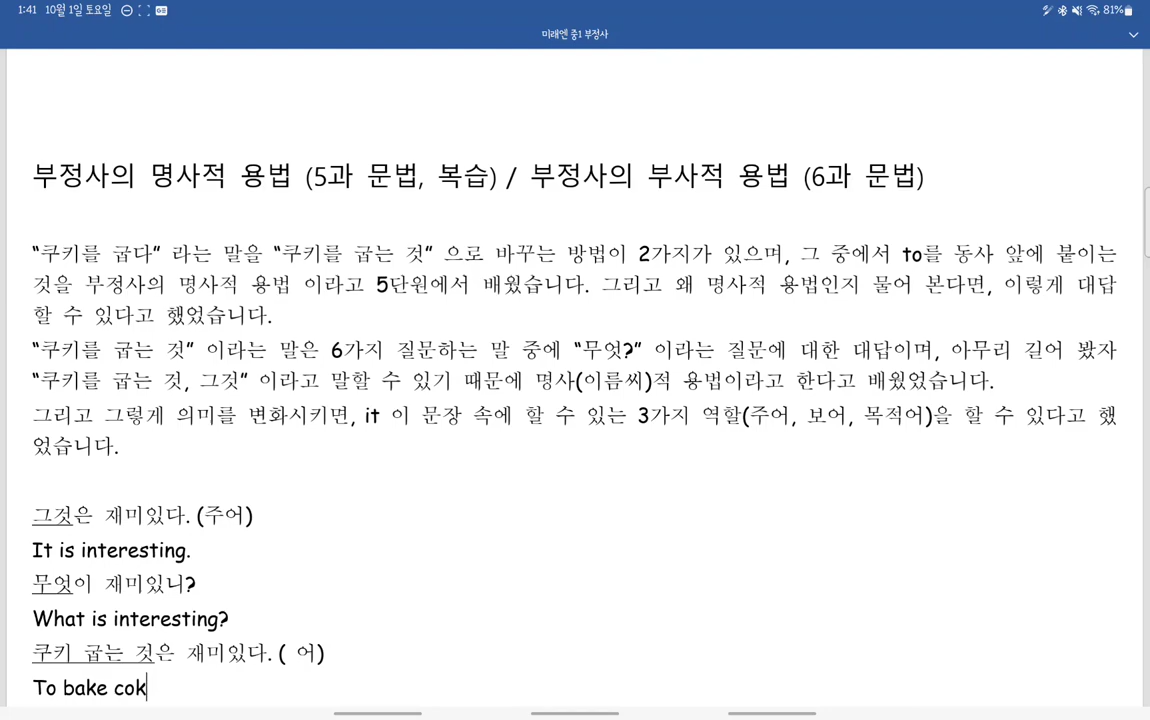 1:41 10월 1일 토요일
81%
미래엔 중1 부정사
부정사의 명사적 용법 (5과 문법, 복습) / 부정사의 부사적 용법 (6과 문법)
“쿠키를 굽다” 라는 말을 “쿠키를 굽는 것” 으로 바꾸는 방법이 2가지가 있으며, 그 중에서 to를 동사 앞에 붙이는
것을 부정사의 명사적 용법 이라고 5단원에서 배웠습니다. 그리고 왜 명사적 용법인지 물어 본다면, 이렇게 대답
할 수 있다고 했었습니다.
“쿠키를 굽는 것” 이라는 말은 6가지 질문하는 말 중에 “무엇?” 이라는 질문에 대한 대답이며, 아무리 길어 봤자
“쿠키를 굽는 것, 그것” 이라고 말할 수 있기 때문에 명사(이름씨)적 용법이라고 한다고 배웠었습니다.
그리고 그렇게 의미를 변화시키면, it 이 문장 속에 할 수 있는 3가지 역할(주어, 보어, 목적어)을 할 수 있다고 했
었습니다.
그것은 재미있다. (주어)
It is interesting.
무엇이 재미있니?
What is interesting?
쿠키 굽는 것은 재미있다. ( 어)
To bake cok